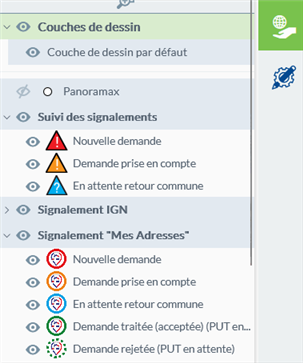 Couches de dessin
Couche de dessin par défaut
Panoramax
Suivi des signalements
Nouvelle demande
Demande prise en compte
En attente retour commune
Signalement IGN
Signalement "Mes Adresses"
Nouvelle demande
Demande prise en compte
En attente retour commune
Demande traitée (acceptée) (PUT en...
Demande rejetée (PUT en attente)